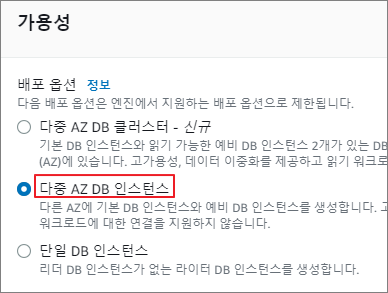 가용성
배포 옵션 정보
다음 배포 옵션은 엔진에서 지원하는 배포 옵션으로 제한됩니다.
다중 AZ DB 클러스터 - 신규
기본 DB 인스턴스와 읽기 가능한 예비 DB 인스턴스 2개가 있는 DB
(AZ)에 있습니다. 고가용성, 데이터 이중화를 제공하고 읽기 워크로
다중 AZ DB 인스턴스
다른 AZ에 기본 DB 인스턴스와 예비 DB 인스턴스를 생성합니다. 고
워크로드에 대한 연결을 지원하지 않습니다.
단일 DB 인스턴스
리더 DB 인스턴스가 없는 라이터 DB 인스턴스를 생성합니다.